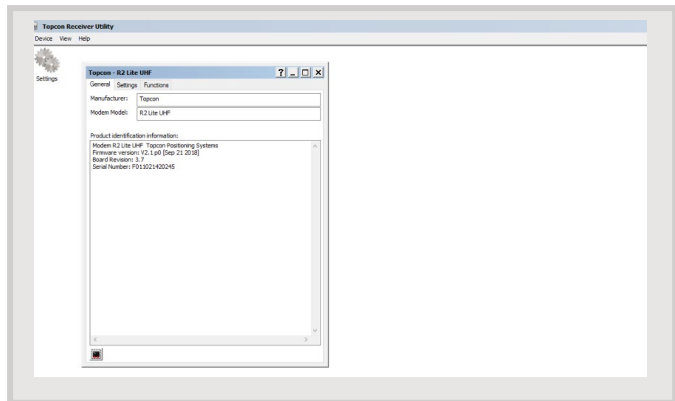 Topcon Receiver Utility
Device View Help
Settings
Topcon - R2 Lite UHF
General Settings Functions
Manufacturer: Topcon
Modem Model: R2 Lite UHF
Product identification information:
Modem R2 Lite UHF Topcon Positioning Systems
Firmware version: V2.1 p0 [Sep 21 2018]
Board Revision: 3.7
Serial Number: F011021420245